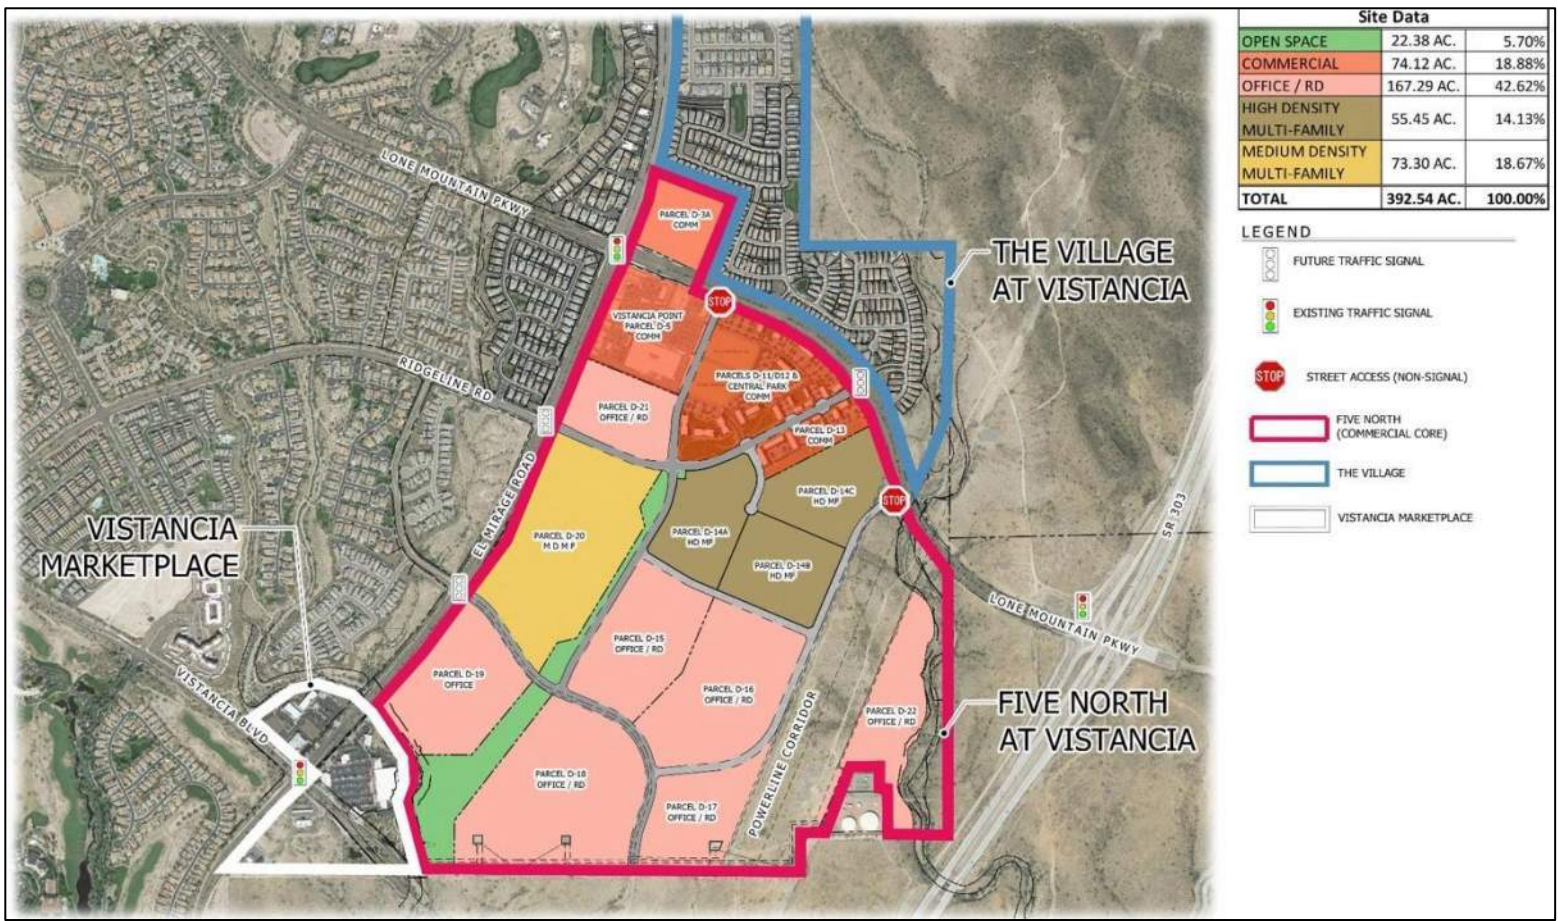 Site Data
OPEN SPACE 22.38 AC. 5.70%
COMMERCIAL 74.12 AC. 18.88%
OFFICE / RD 167.29 AC. 42.62%
HIGH DENSITY
MULTI-FAMILY 55.45 AC. 14.13%
MEDIUM DENSITY
MULTI-FAMILY 73.30 AC. 18.67%
TOTAL 392.54 AC. 100.00%
LEGEND
FUTURE TRAFFIC SIGNAL
EXISTING TRAFFIC SIGNAL
STOP
STREET ACCESS (NON-SIGNAL)
FIVE NORTH
(COMMERCIAL CORE)
THE VILLAGE
VISTANCIA MARKETPLACE
LONE MOUNTAIN PKWY
PARCEL D-3A
COMM
THE VILLAGE
AT VISTANCIA
STOP
VISTANCIA POINT
PARCEL D-5
COMM
RIDGELINE RD
PARCELS D-11/D12 &
CENTRAL PARK
COMM
PARCEL D-21
OFFICE / RD
PARCEL D-13
COMM
EL MIRAGE ROAD
PARCEL D-14C
HD MF
STOP
SR 303
VISTANCIA
MARKETPLACE
PARCEL D-20
M D M F
PARCEL D-14A
HD MF
PARCEL D-14B
HD MF
LONE MOUNTAIN PKWY
PARCEL D-15
OFFICE / RD
PARCEL D-19
OFFICE
PARCEL D-16
OFFICE / RD
VISTANCIA BLVD
PARCEL D-22
OFFICE / RD
FIVE NORTH
AT VISTANCIA
POWERLINE CORRIDOR
PARCEL D-18
OFFICE / RD
PARCEL D-17
OFFICE / RD